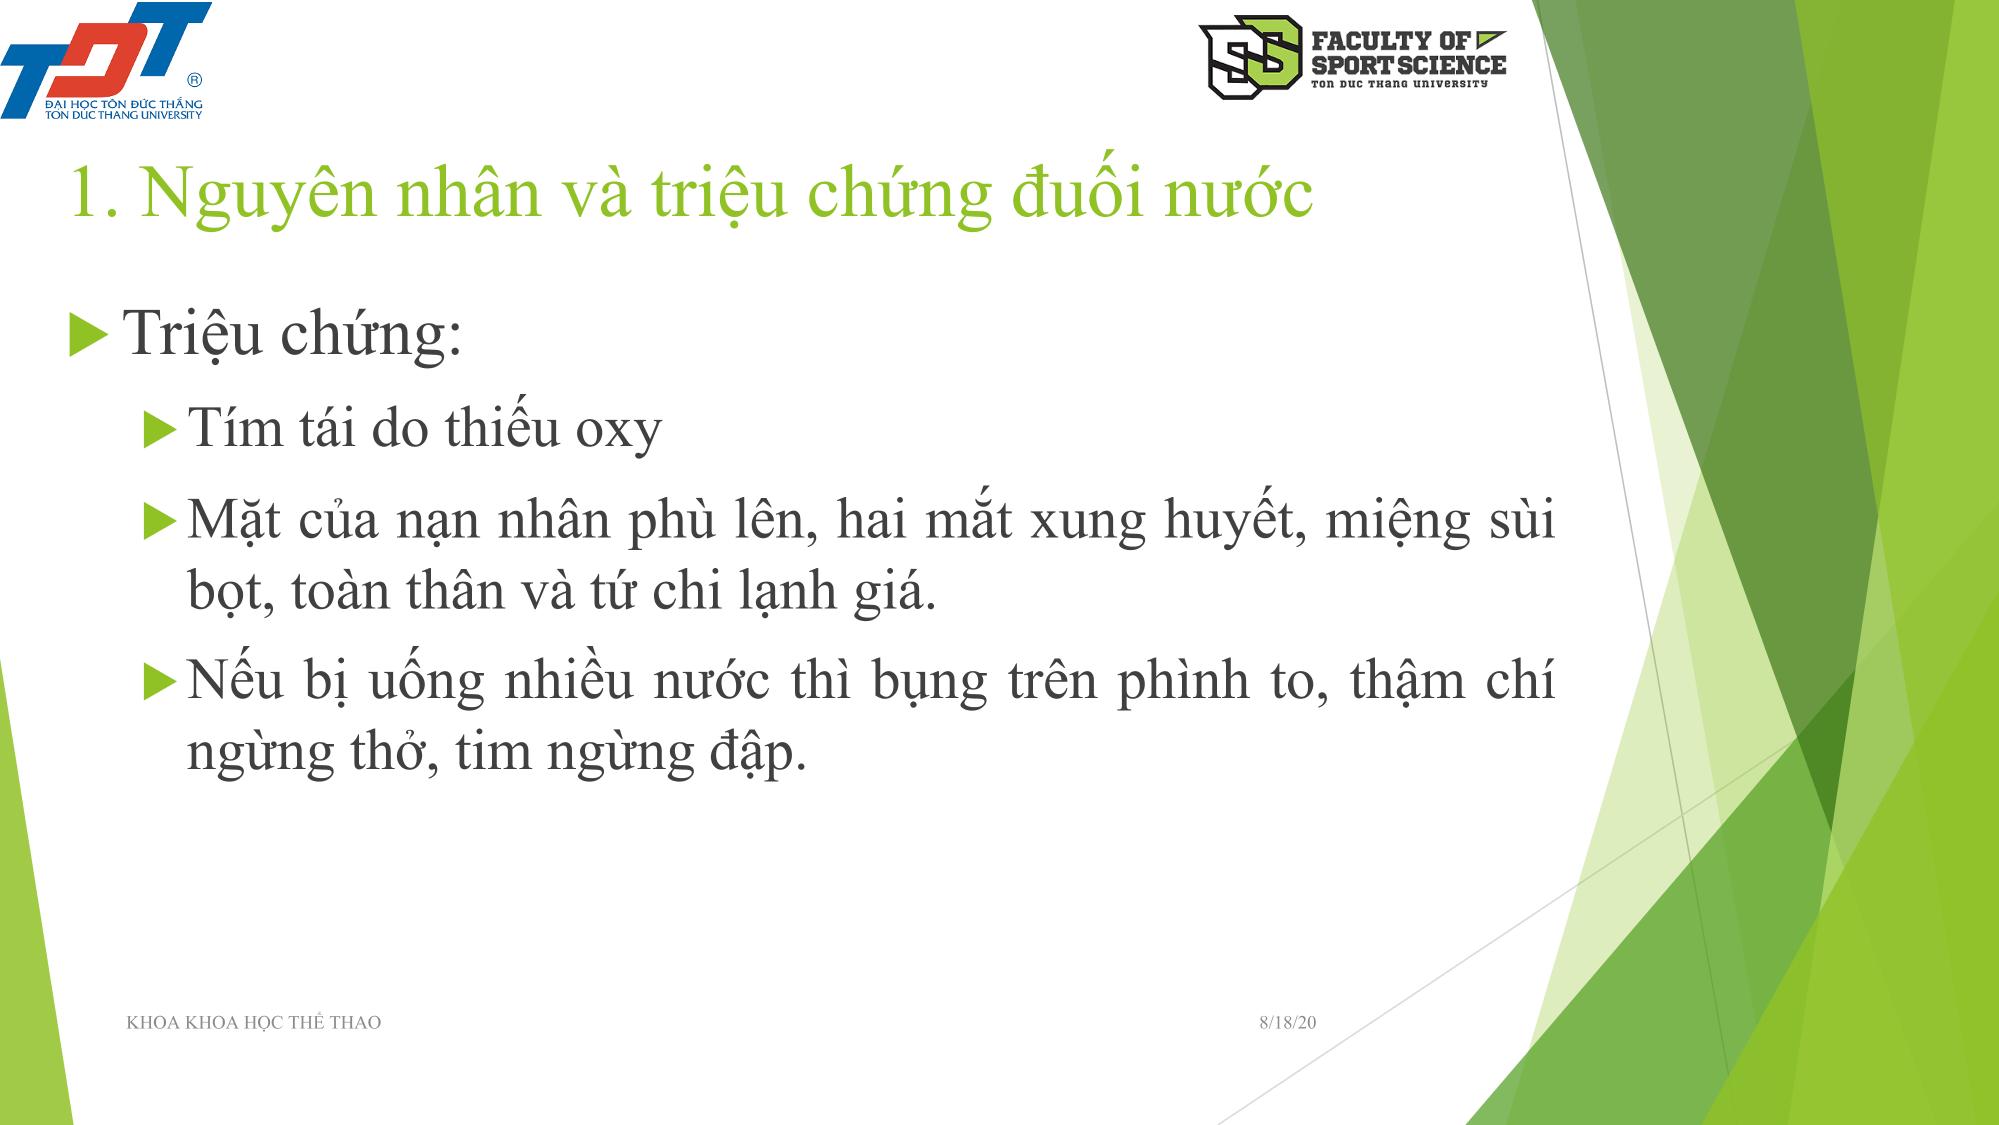 TDT
®
ĐẠI HỌC TÔN ĐỨC THẮNG
TON DUC THANG UNIVERSITY
SS
FACULTY OF
SPORT SCIENCE
TON DUC THANG UNIVERSITY
1. Nguyên nhân và triệu chứng đuối nước
Triệu chứng:
Tím tái do thiếu oxy
Mặt của nạn nhân phù lên, hai mắt xung huyết, miệng sùi
bọt, toàn thân và tứ chi lạnh giá.
Nếu bị uống nhiều nước thì bụng trên phình to, thậm chí
ngừng thở, tim ngừng đập.
KHOA KHOA HỌC THỂ THAO
8/18/20